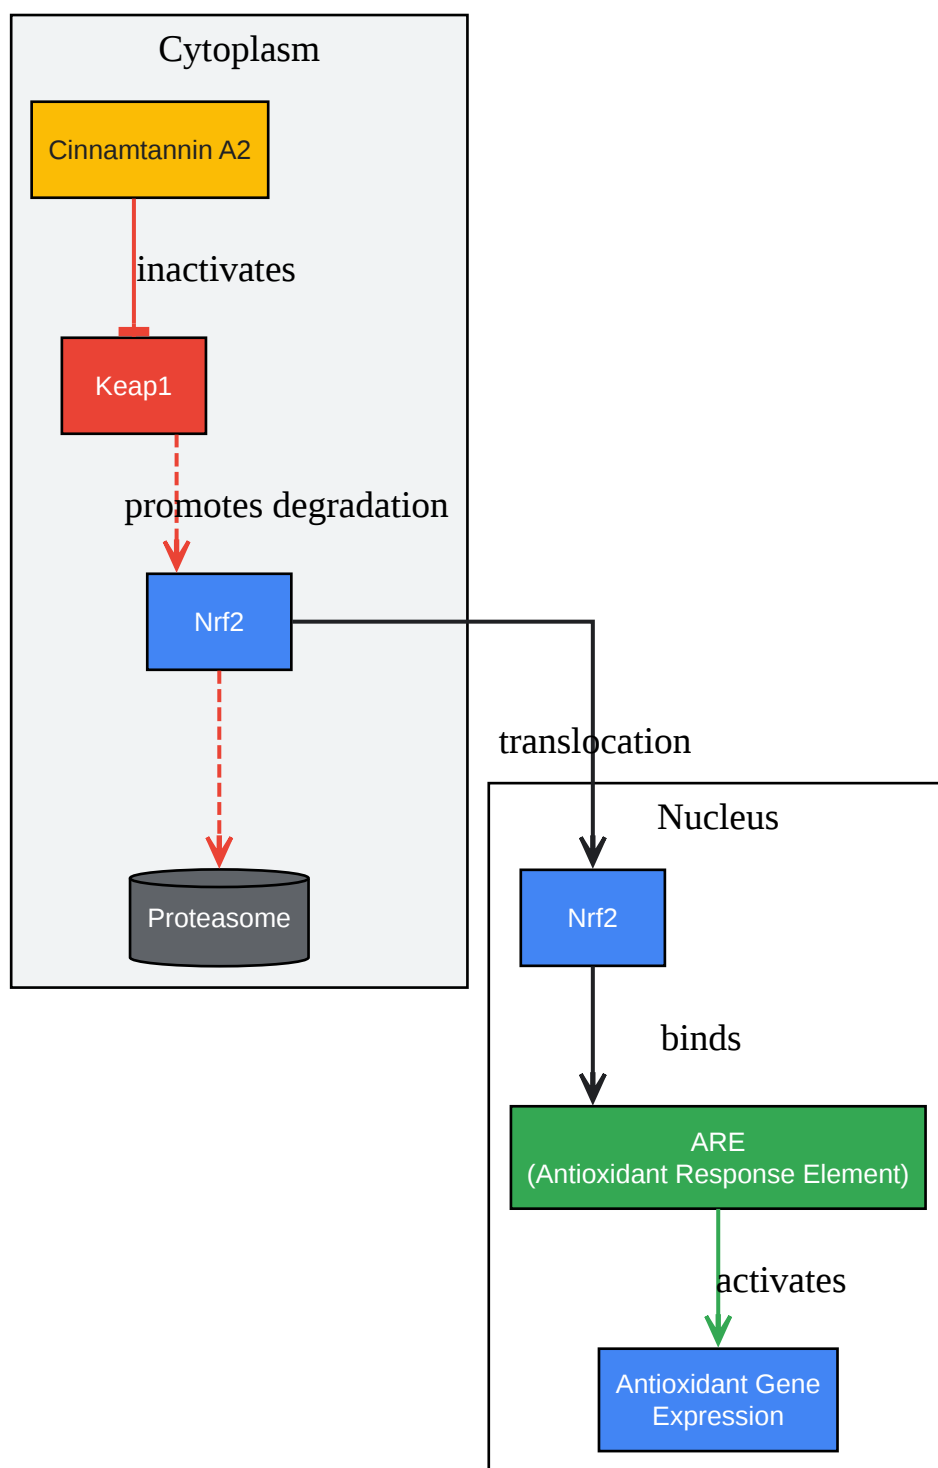 Cytoplasm
Cinnamtannin A2
inactivates
Keap1
promotes degradation
Nrf2
translocation
Nucleus
Proteasome
Nrf2
binds
ARE
(Antioxidant Response Element)
activates
Antioxidant Gene
Expression